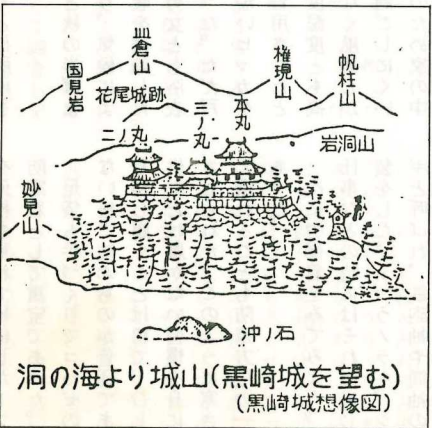 皿倉山
権現山
帆柱山
国見岩
花尾城跡
本丸
三ノ丸
二ノ丸
岩洞山
妙見山
沖ノ石
洞の海より城山(黒崎城を望む)
(黒崎城想像図)